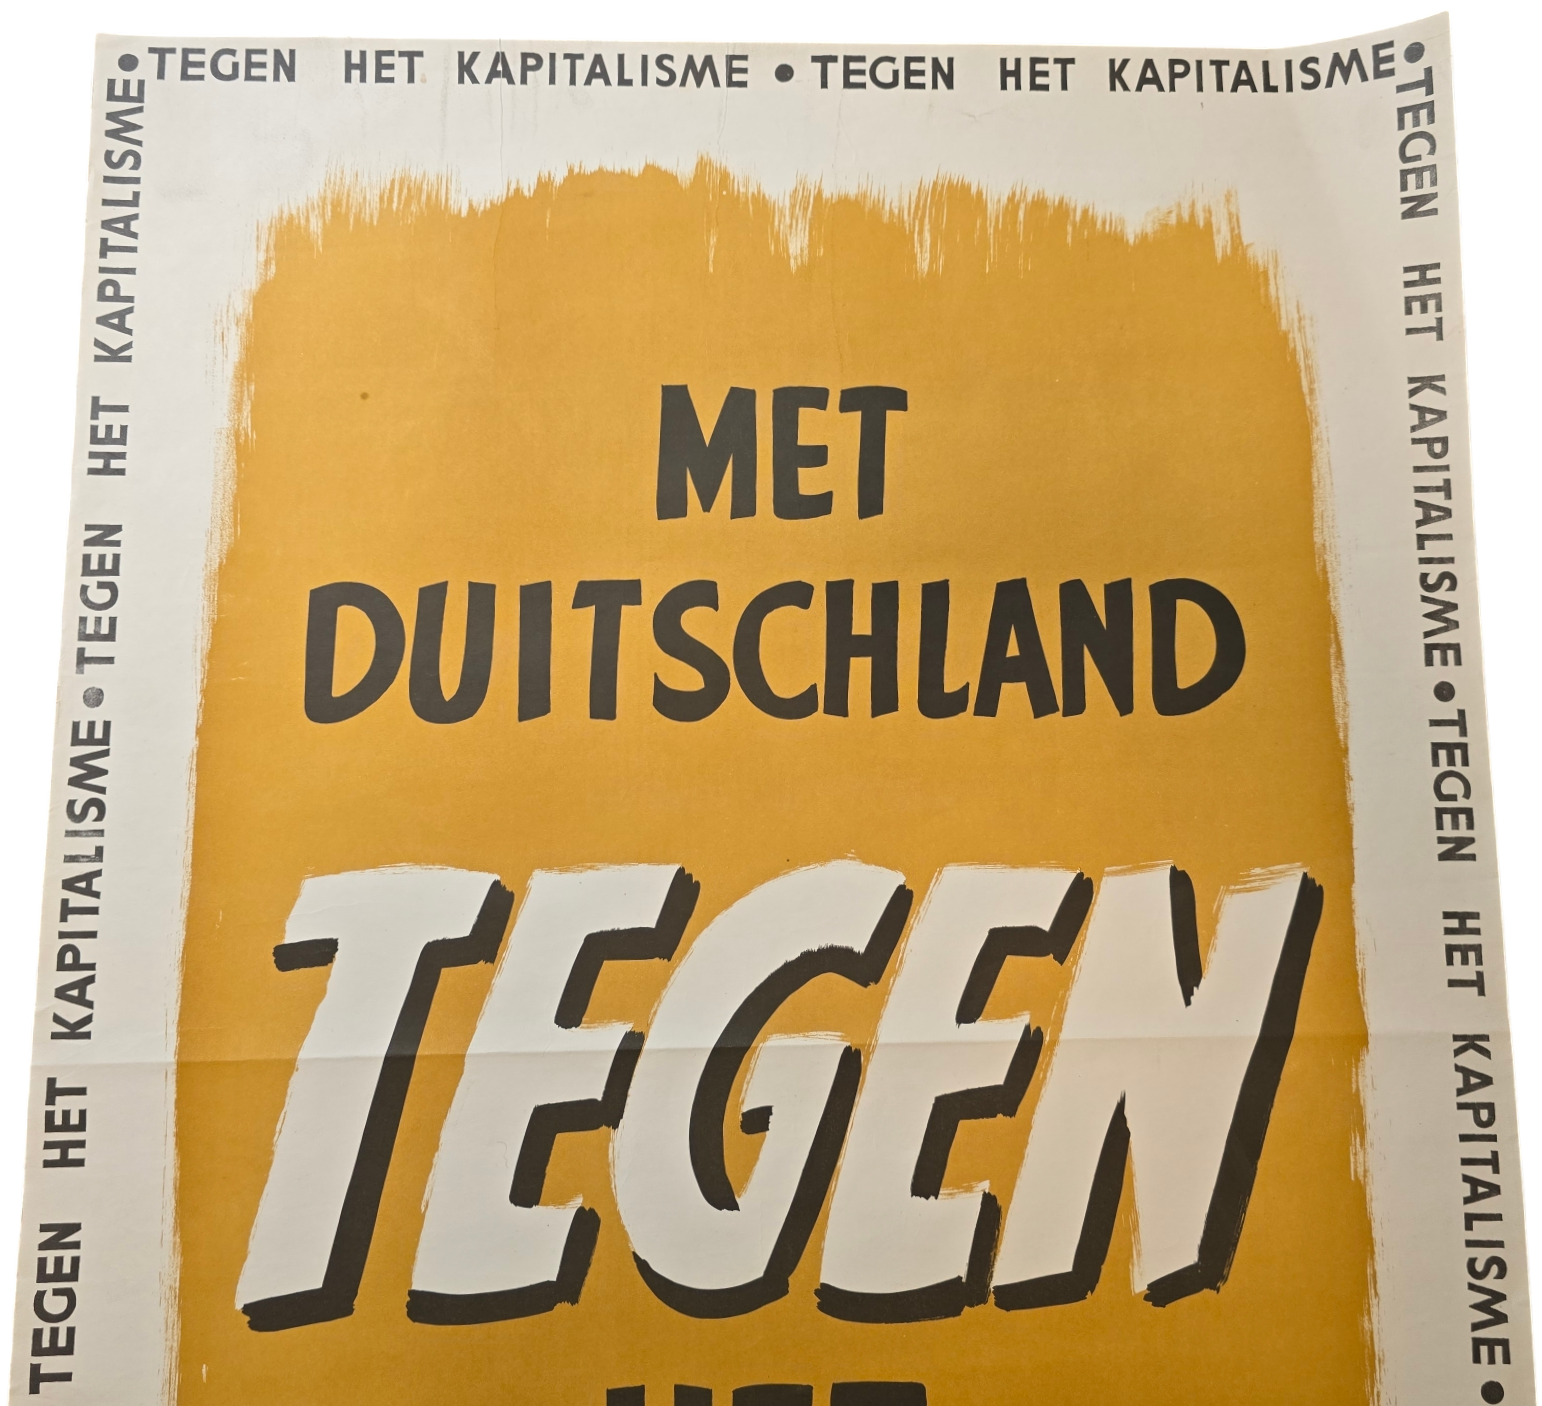 • TEGEN HET KAPITALISME • TEGEN HET KAPITALISME •
TEGEN HET KAPITALISME • TEGEN HET KAPITALISME
TEGEN HET KAPITALISME • TEGEN HET KAPITALISME •
MET
DUITSCHLAND
TEGEN
HET